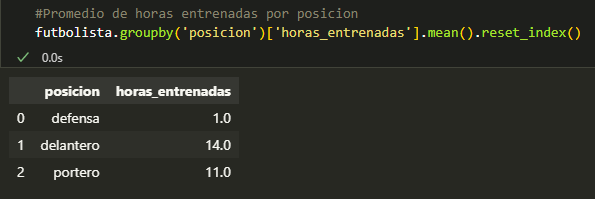 #Promedio de horas entrenadas por posicion
futbolista.groupby('posicion')['horas_entrenadas'].mean().reset_index()
0.0s
posicion horas_entrenadas
0 defensa 1.0
1 delantero 14.0
2 portero 11.0